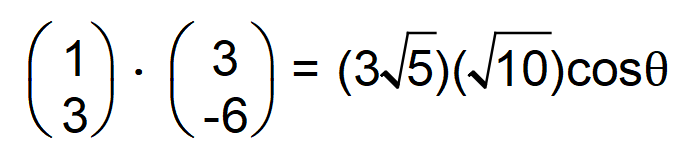 (1 3) · (3 -6) = (3√5)(√10)cosθ